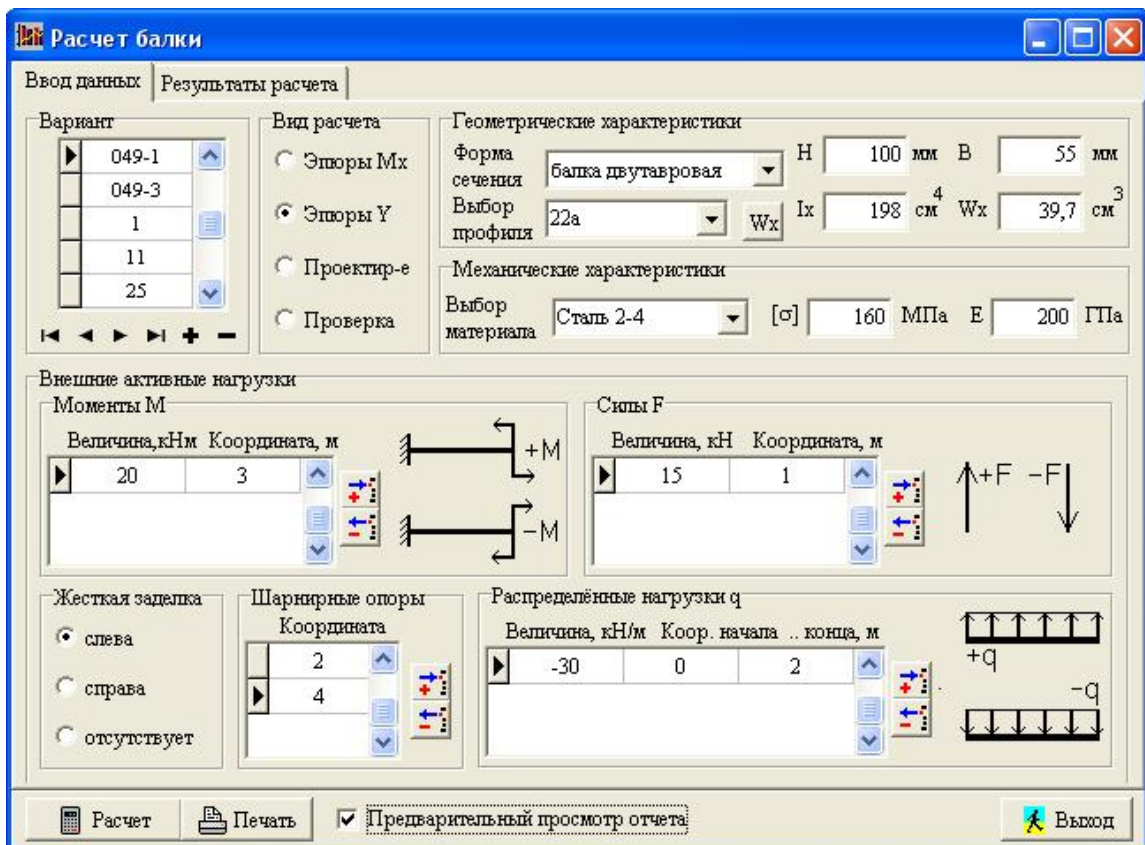 Расчет балки
Ввод данных Результаты расчета
Вариант
049-1
049-3
1
11
25
Вид расчета
Эпюры Mx
Эпюры Y
Проектир-е
Проверка
Геометрические характеристики
Форма сечения балка двутавровая H 100 мм B 55 мм
Выбор профиля 22а Wx Ix 198 см4 Wx 39,7 см3
Механические характеристики
Выбор материала Сталь 2-4 [σ] 160 МПа E 200 ГПа
Внешние активные нагрузки
Моменты М
Величина,кНм Координата, м
20 3
+M
-M
Силы F
Величина, кН Координата, м
15 1
+F -F
Жесткая заделка
слева
справа
отсутствует
Шарнирные опоры
Координата
2
4
Распределённые нагрузки q
Величина, кН/м Коор. начала .. конца, м
-30 0 2
+q
-q
Расчет Печать Предварительный просмотр отчета Выход